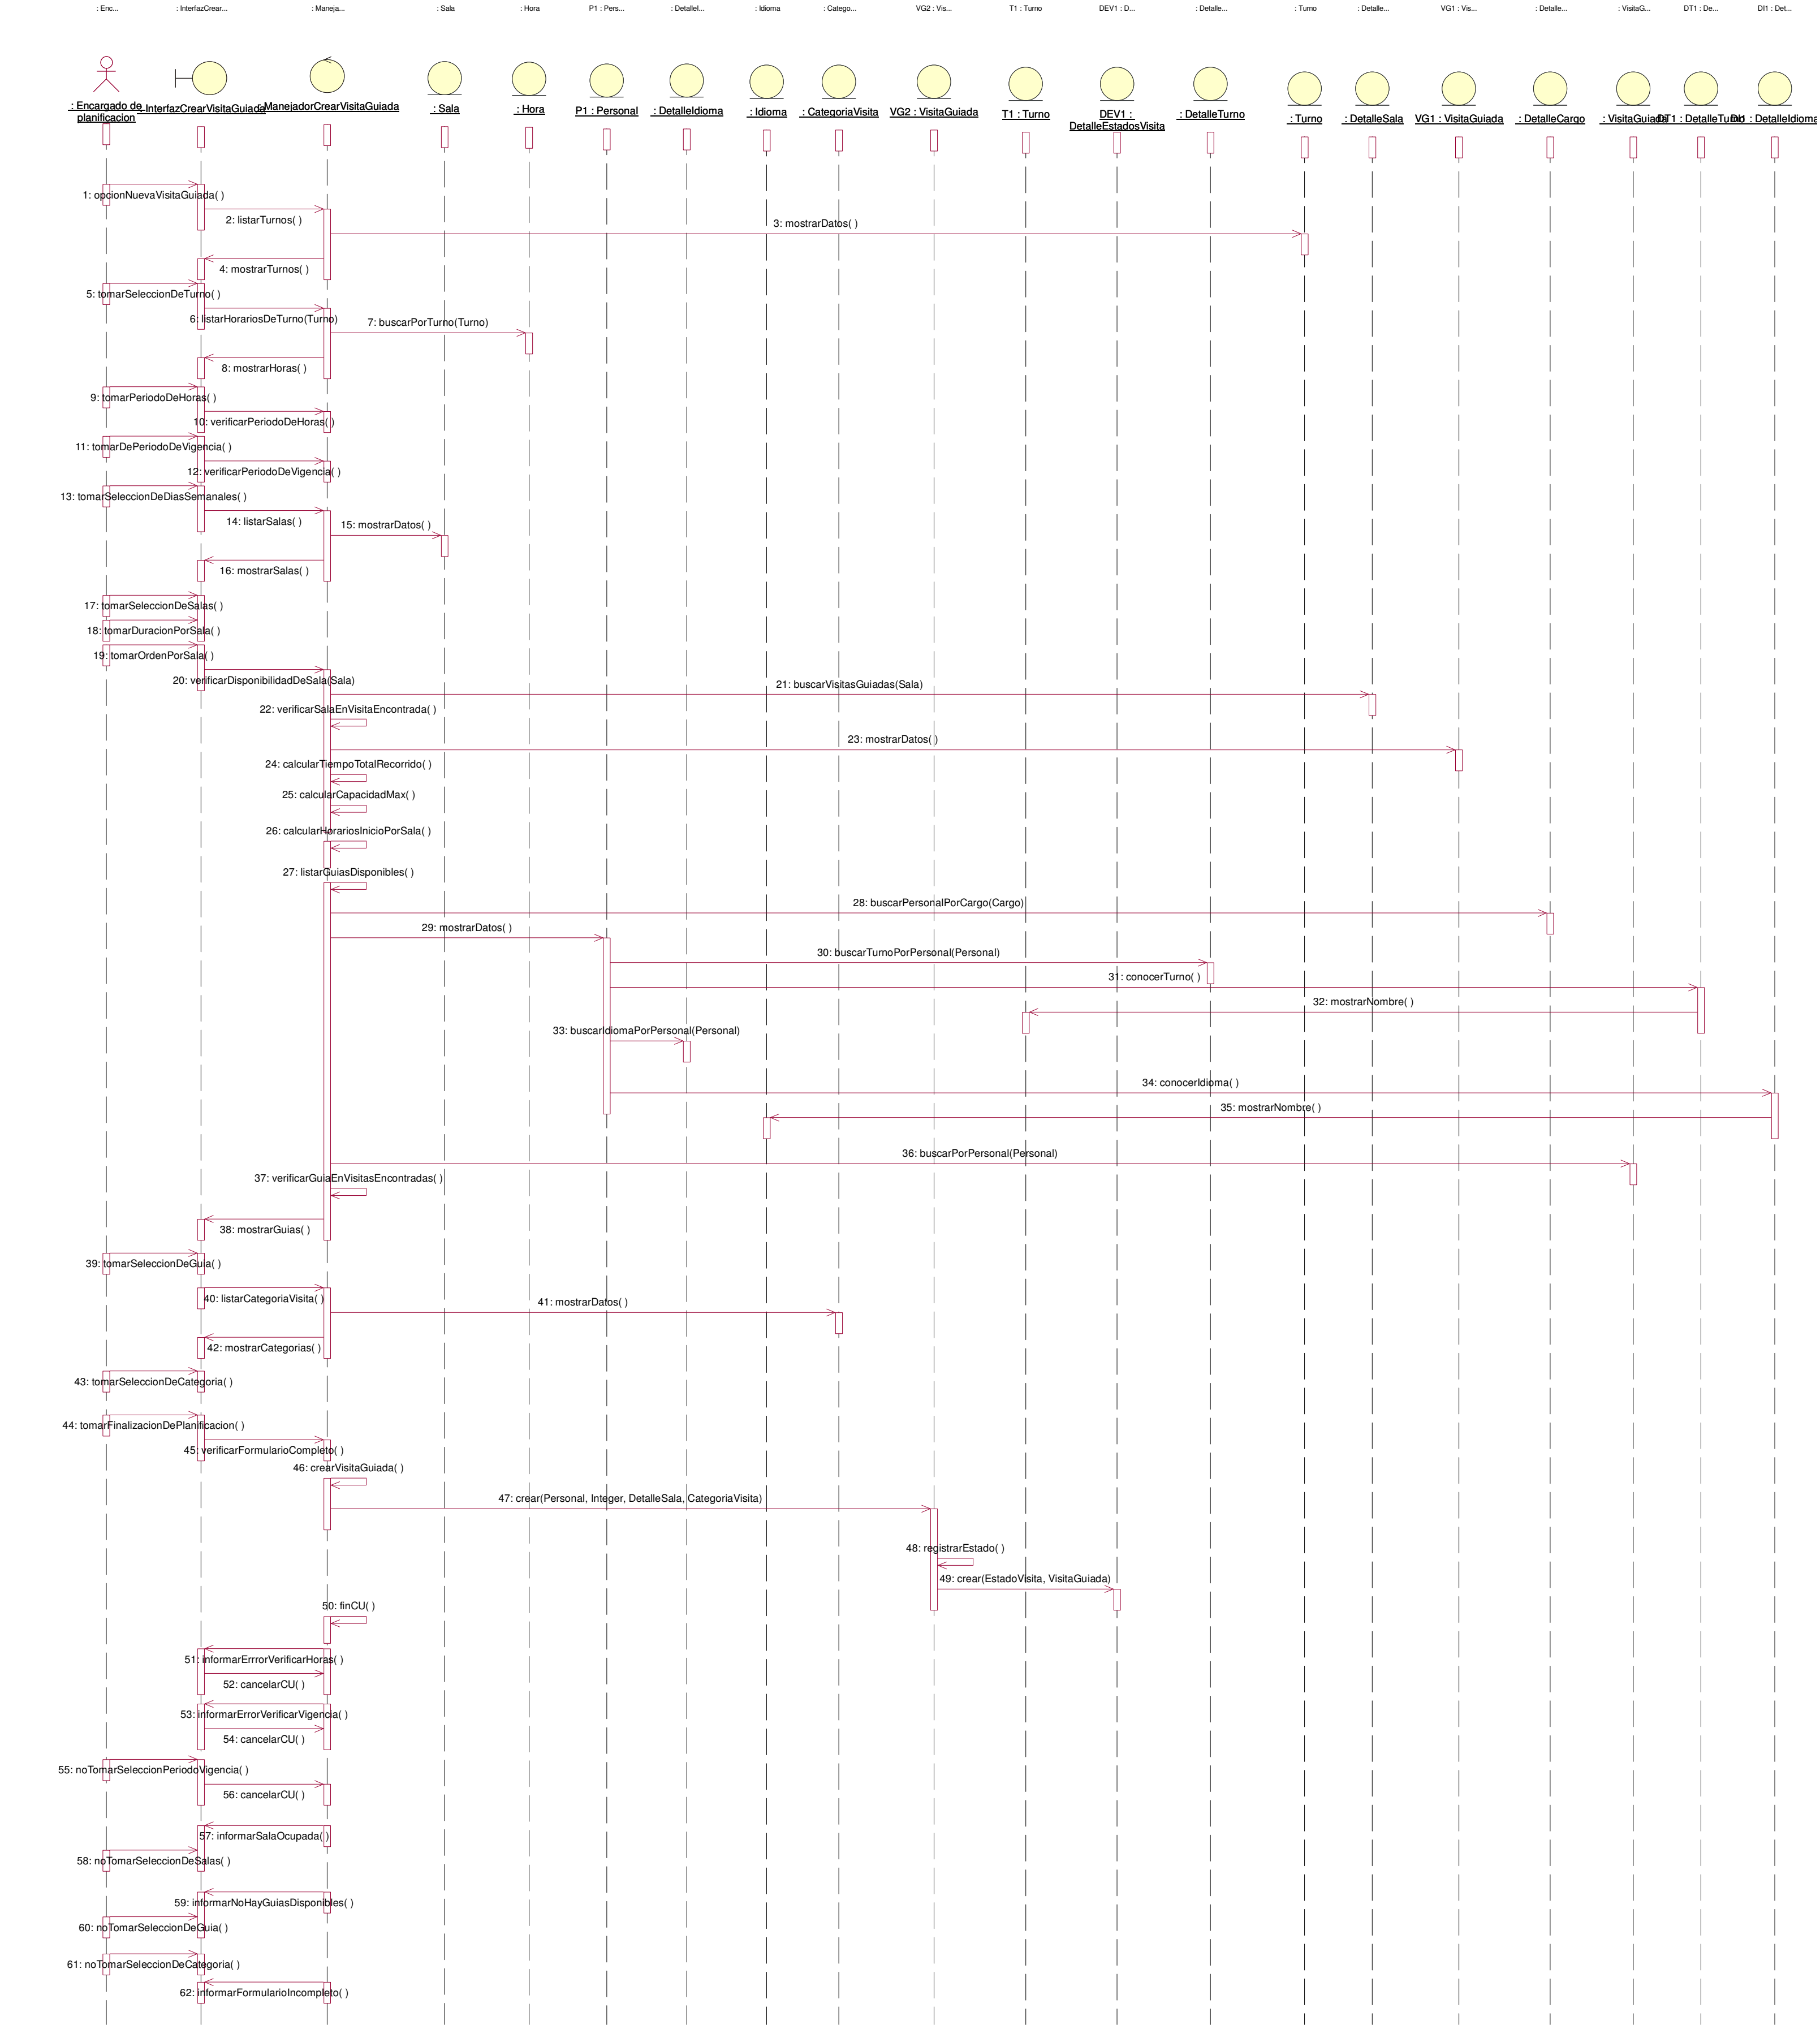 : Enc...
: InterfazCrear...
: Maneja...
: Sala
: Hora
P1 : Pers...
: DetalleI...
: Idioma
: Catego...
VG2 : Vis...
T1 : Turno
DEV1 : D...
: Detalle...
: Turno
: Detalle...
VG1 : Vis...
: Detalle...
: VisitaG...
DT1 : De...
DI1 : Det...
: Encargado de
planificacion
: InterfazCrearVisitaGuiada
ManejadorCrearVisitaGuiada
: Sala
: Hora
P1 : Personal
: DetalleIdioma
: Idioma
: CategoriaVisita
VG2 : VisitaGuiada
T1 : Turno
DEV1 :
DetalleEstadosVisita
: DetalleTurno
: Turno
: DetalleSala
VG1 : VisitaGuiada
: DetalleCargo
: VisitaGuiada
DT1 : DetalleTurno
DI1 : DetalleIdioma
1: opcionNuevaVisitaGuiada( )
2: listarTurnos( )
3: mostrarDatos( )
4: mostrarTurnos( )
5: tomarSeleccionDeTurno( )
6: listarHorariosDeTurno(Turno)
7: buscarPorTurno(Turno)
8: mostrarHoras( )
9: tomarPeriodoDeHoras( )
10: verificarPeriodoDeHoras( )
11: tomarDePeriodoDeVigencia( )
12: verificarPeriodoDeVigencia( )
13: tomarSeleccionDeDiasSemanales( )
14: listarSalas( )
15: mostrarDatos( )
16: mostrarSalas( )
17: tomarSeleccionDeSalas( )
18: tomarDuracionPorSala( )
19: tomarOrdenPorSala( )
20: verificarDisponibilidadDeSala(Sala)
21: buscarVisitasGuiadas(Sala)
22: verificarSalaEnVisitaEncontrada( )
23: mostrarDatos( )
24: calcularTiempoTotalRecorrido( )
25: calcularCapacidadMax( )
26: calcularHorariosInicioPorSala( )
27: listarGuiasDisponibles( )
28: buscarPersonalPorCargo(Cargo)
29: mostrarDatos( )
30: buscarTurnoPorPersonal(Personal)
31: conocerTurno( )
32: mostrarNombre( )
33: buscarIdiomaPorPersonal(Personal)
34: conocerIdioma( )
35: mostrarNombre( )
36: buscarPorPersonal(Personal)
37: verificarGuiaEnVisitasEncontradas( )
38: mostrarGuias( )
39: tomarSeleccionDeGuia( )
40: listarCategoriaVisita( )
41: mostrarDatos( )
42: mostrarCategorias( )
43: tomarSeleccionDeCategoria( )
44: tomarFinalizacionDePlanificacion( )
45: verificarFormularioCompleto( )
46: crearVisitaGuiada( )
47: crear(Personal, Integer, DetalleSala, CategoriaVisita)
48: registrarEstado( )
49: crear(EstadoVisita, VisitaGuiada)
50: finCU( )
51: informarErrrorVerificarHoras( )
52: cancelarCU( )
53: informarErrorVerificarVigencia( )
54: cancelarCU( )
55: noTomarSeleccionPeriodoVigencia( )
56: cancelarCU( )
57: informarSalaOcupada( )
58: noTomarSeleccionDeSalas( )
59: informarNoHayGuiasDisponibles( )
60: noTomarSeleccionDeGuia( )
61: noTomarSeleccionDeCategoria( )
62: informarFormularioIncompleto( )